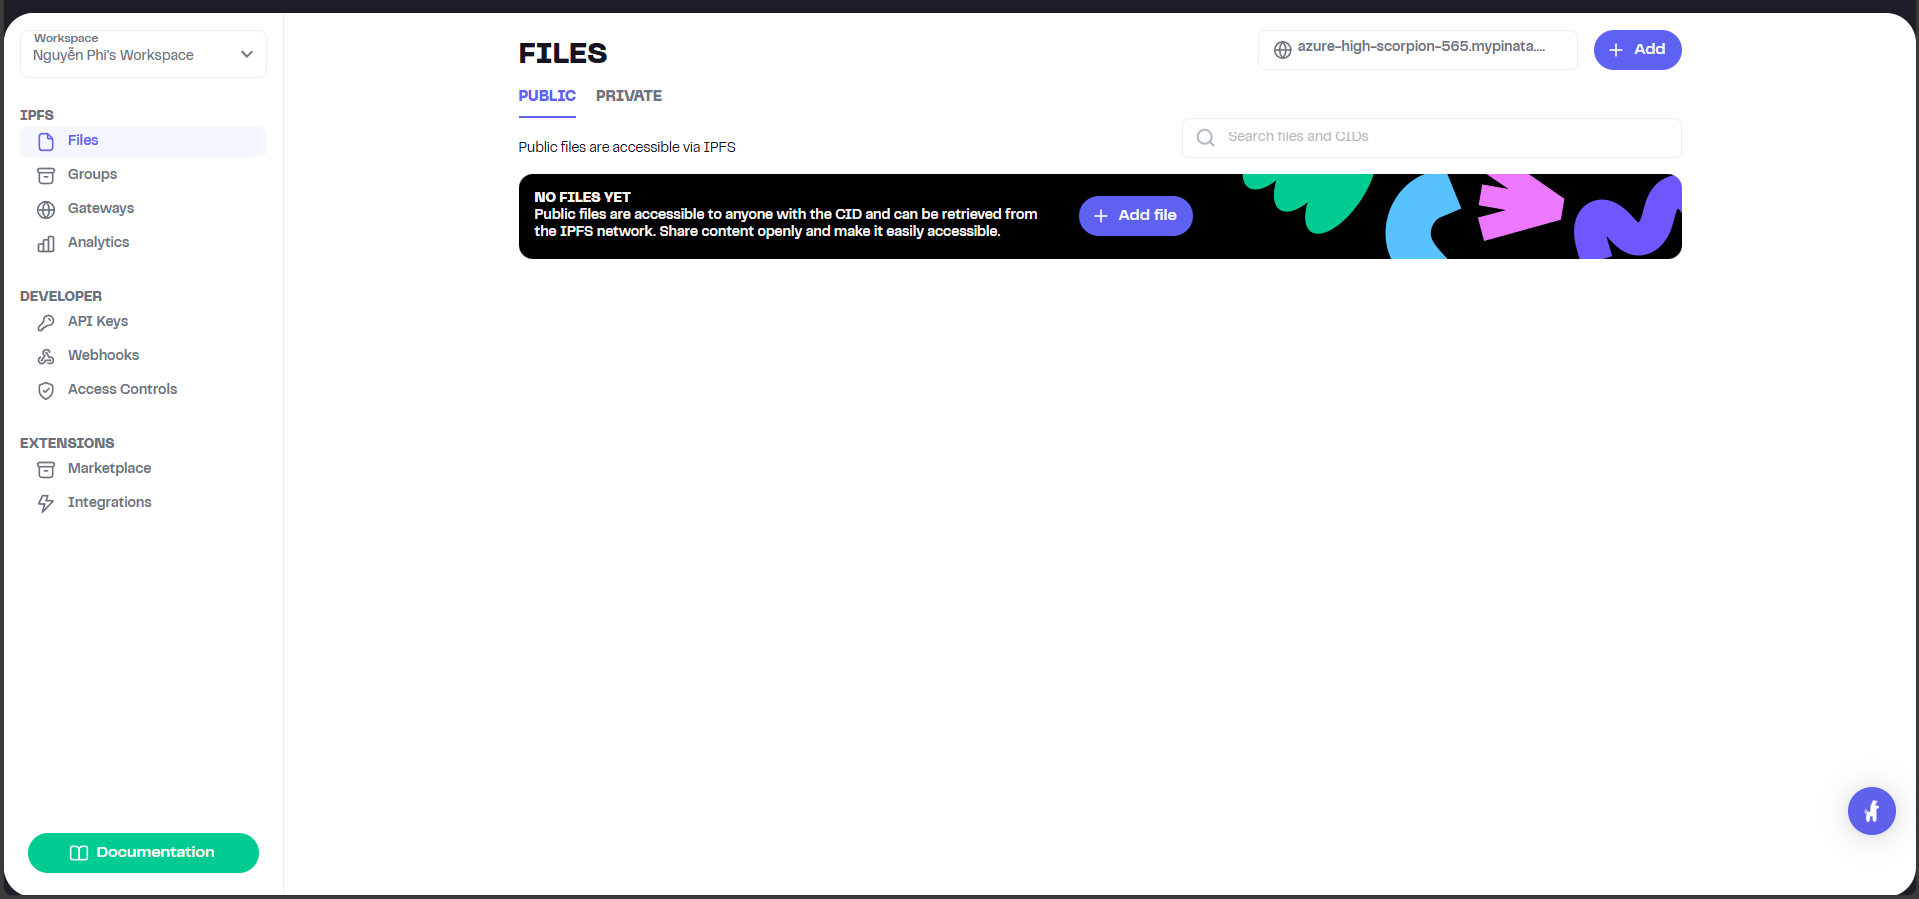 Workspace
Nguyễn Phi's Workspace
IPFS
Files
Groups
Gateways
Analytics
DEVELOPER
API Keys
Webhooks
Access Controls
EXTENSIONS
Marketplace
Integrations
Documentation
FILES
azure-high-scorpion-565.mypinata....
Add
PUBLIC PRIVATE
Public files are accessible via IPFS
Search files and CIDs
NO FILES YET
Public files are accessible to anyone with the CID and can be retrieved from
the IPFS network. Share content openly and make it easily accessible.
Add file